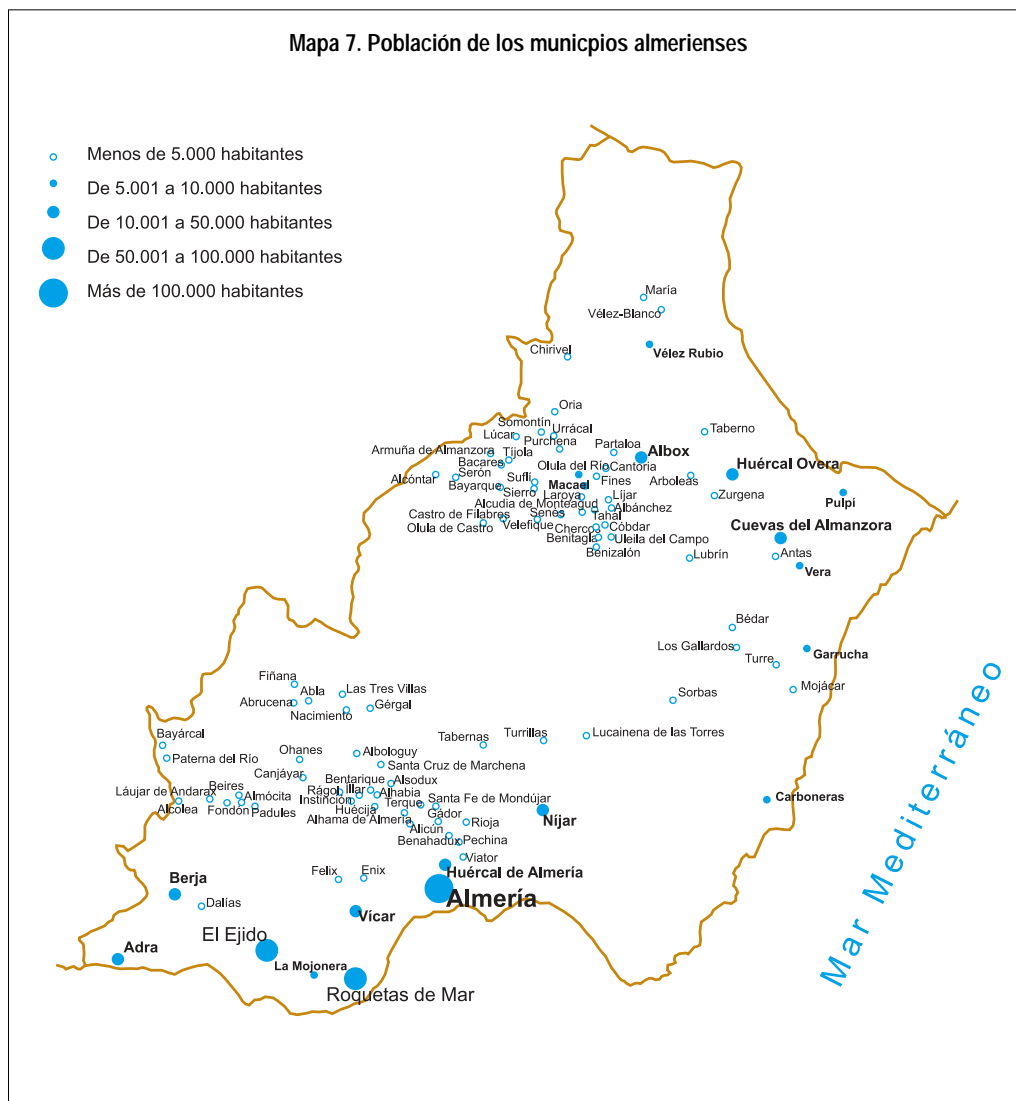 Mapa 7. Población de los municpios almerienses
Menos de 5.000 habitantes
De 5.001 a 10.000 habitantes
De 10.001 a 50.000 habitantes
De 50.001 a 100.000 habitantes
Más de 100.000 habitantes
María
Vélez-Blanco
Vélez Rubio
Chirivel
Oria
Somontín
Lúcar
Urrácal
Purchena
Partaloa
Taberno
Albox
Armuña de Almanzora
Tíjola
Bacares
Serón
Alcóntar
Bayarque
Suflí
Sierro
Olula del Río
Cantoria
Macael
Fines
Arboleas
Huércal Overa
Zurgena
Pulpí
Laroya
Líjar
Alcudia de Monteagud
Albánchez
Castro de Filabres
Senés
Tahal
Olula de Castro
Velefique
Chercos
Cóbdar
Benitagla
Uleila del Campo
Benizalón
Cuevas del Almanzora
Lubrín
Antas
Vera
Bédar
Los Gallardos
Garrucha
Turre
Mojácar
Sorbas
Fiñana
Abla
Las Tres Villas
Abrucena
Nacimiento
Gérgal
Lucainena de las Torres
Turrillas
Tabernas
Bayárcal
Paterna del Río
Ohanes
Albologuy
Santa Cruz de Marchena
Canjáyar
Bentarique
Alsodux
Rágol
Íllar
Alhabia
Láujar de Andarax
Beires
Almócita
Instinción
Terque
Santa Fe de Mondújar
Alcolea
Fondón
Padules
Huécija
Gádor
Alhama de Almería
Alicún
Rioja
Níjar
Carboneras
Benahadux
Pechina
Viator
Huércal de Almería
Felix
Enix
Almería
Berja
Dalías
Vícar
El Ejido
Adra
La Mojonera
Roquetas de Mar
Mar Mediterráneo